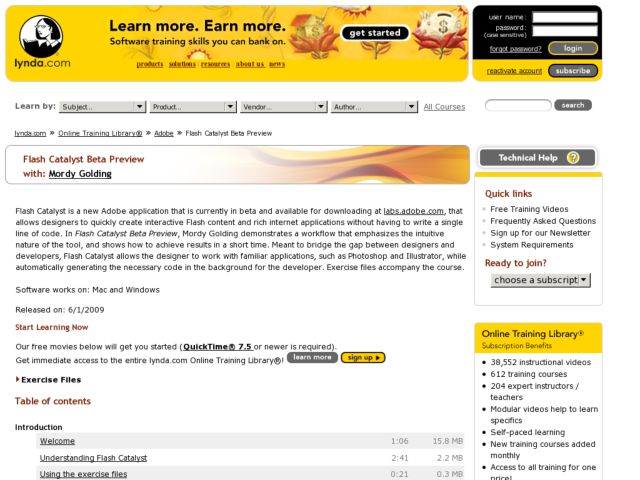 Learn more. Earn more.
Software training skills you can bank on.
get started
lynda.com
products | solutions | resources | about us | news
user name:
password:
(case sensitive)
forgot password?
login
reactivate account
subscribe
Learn by:
Subject...
Product...
Vendor...
Author...
All Courses
search
lynda.com » Online Training Library® » Adobe » Flash Catalyst Beta Preview
Flash Catalyst Beta Preview
with: Mordy Golding
Flash Catalyst is a new Adobe application that is currently in beta and available for downloading at labs.adobe.com, that
allows designers to quickly create interactive Flash content and rich internet applications without having to write a single
line of code. In Flash Catalyst Beta Preview, Mordy Golding demonstrates a workflow that emphasizes the intuitive
nature of the tool, and shows how to achieve results in a short time. Meant to bridge the gap between designers and
developers, Flash Catalyst allows the designer to work with familiar applications, such as Photoshop and Illustrator, while
automatically generating the necessary code in the background for the developer. Exercise files accompany the course.
Software works on: Mac and Windows
Released on: 6/1/2009
Start Learning Now
Our free movies below will get you started (QuickTime® 7.5 or newer is required).
Get immediate access to the entire lynda.com Online Training Library®! learn more sign up
Exercise Files
Table of contents
Introduction
Welcome 1:06 15.8 MB
Understanding Flash Catalyst 2:41 2.2 MB
Using the exercise files 0:21 0.3 MB
Technical Help ?
Quick links
Free Training Videos
Frequently Asked Questions
Sign up for our Newsletter
System Requirements
Ready to join?
choose a subscript
Online Training Library®
Subscription Benefits
• 38,552 instructional videos
• 612 training courses
• 204 expert instructors /
teachers
• Modular videos help to learn
specifics
• Self-paced learning
• New training courses added
monthly
• Access to all training for one
price!